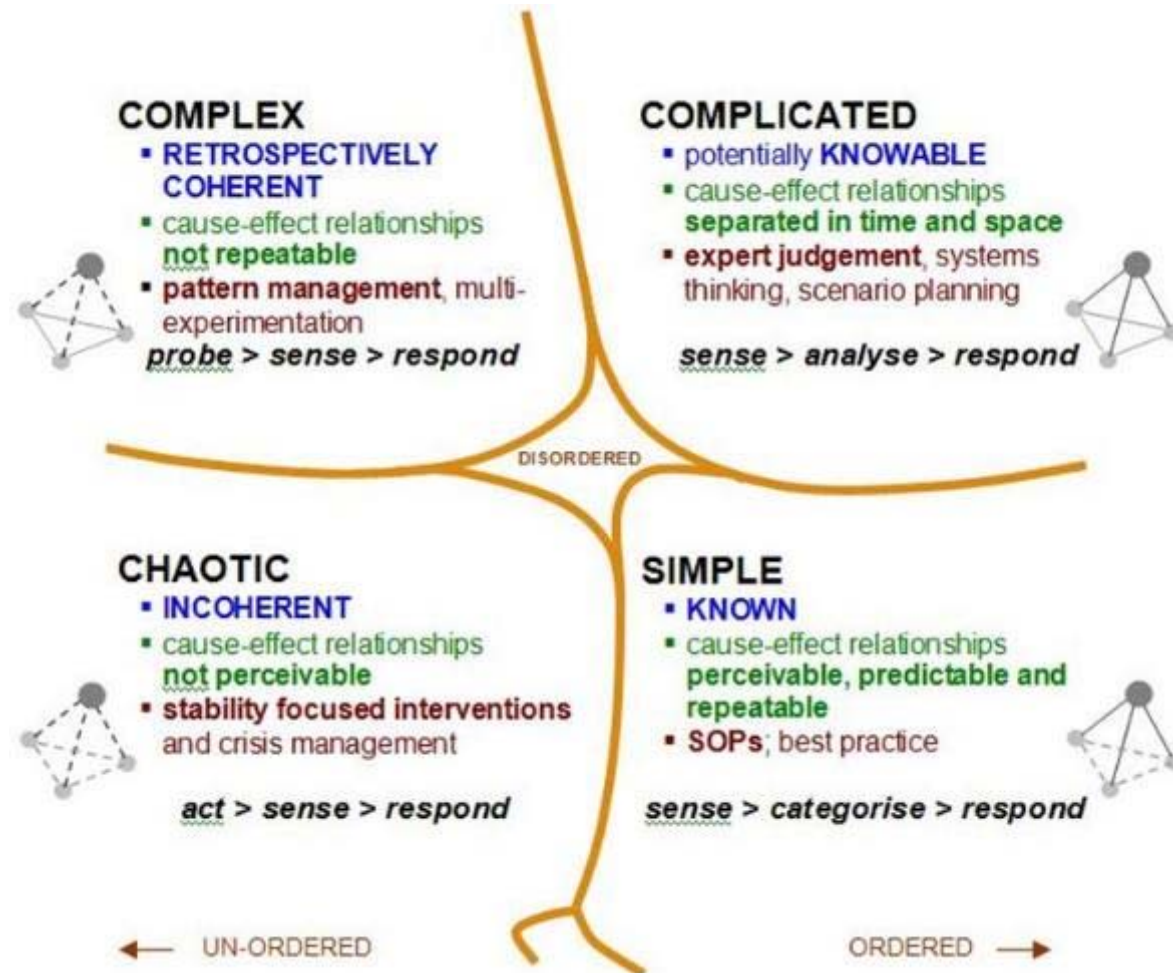 COMPLEX
▪ RETROSPECTIVELY
COHERENT
▪ cause-effect relationships
not repeatable
▪ pattern management, multi-
experimentation
probe > sense > respond
COMPLICATED
▪ potentially KNOWABLE
▪ cause-effect relationships
separated in time and space
▪ expert judgement, systems
thinking, scenario planning
sense > analyse > respond
DISORDERED
CHAOTIC
▪ INCOHERENT
▪ cause-effect relationships
not perceivable
▪ stability focused interventions
and crisis management
act > sense > respond
SIMPLE
▪ KNOWN
▪ cause-effect relationships
perceivable, predictable and
repeatable
▪ SOPs; best practice
sense > categorise > respond
← UN-ORDERED
ORDERED →